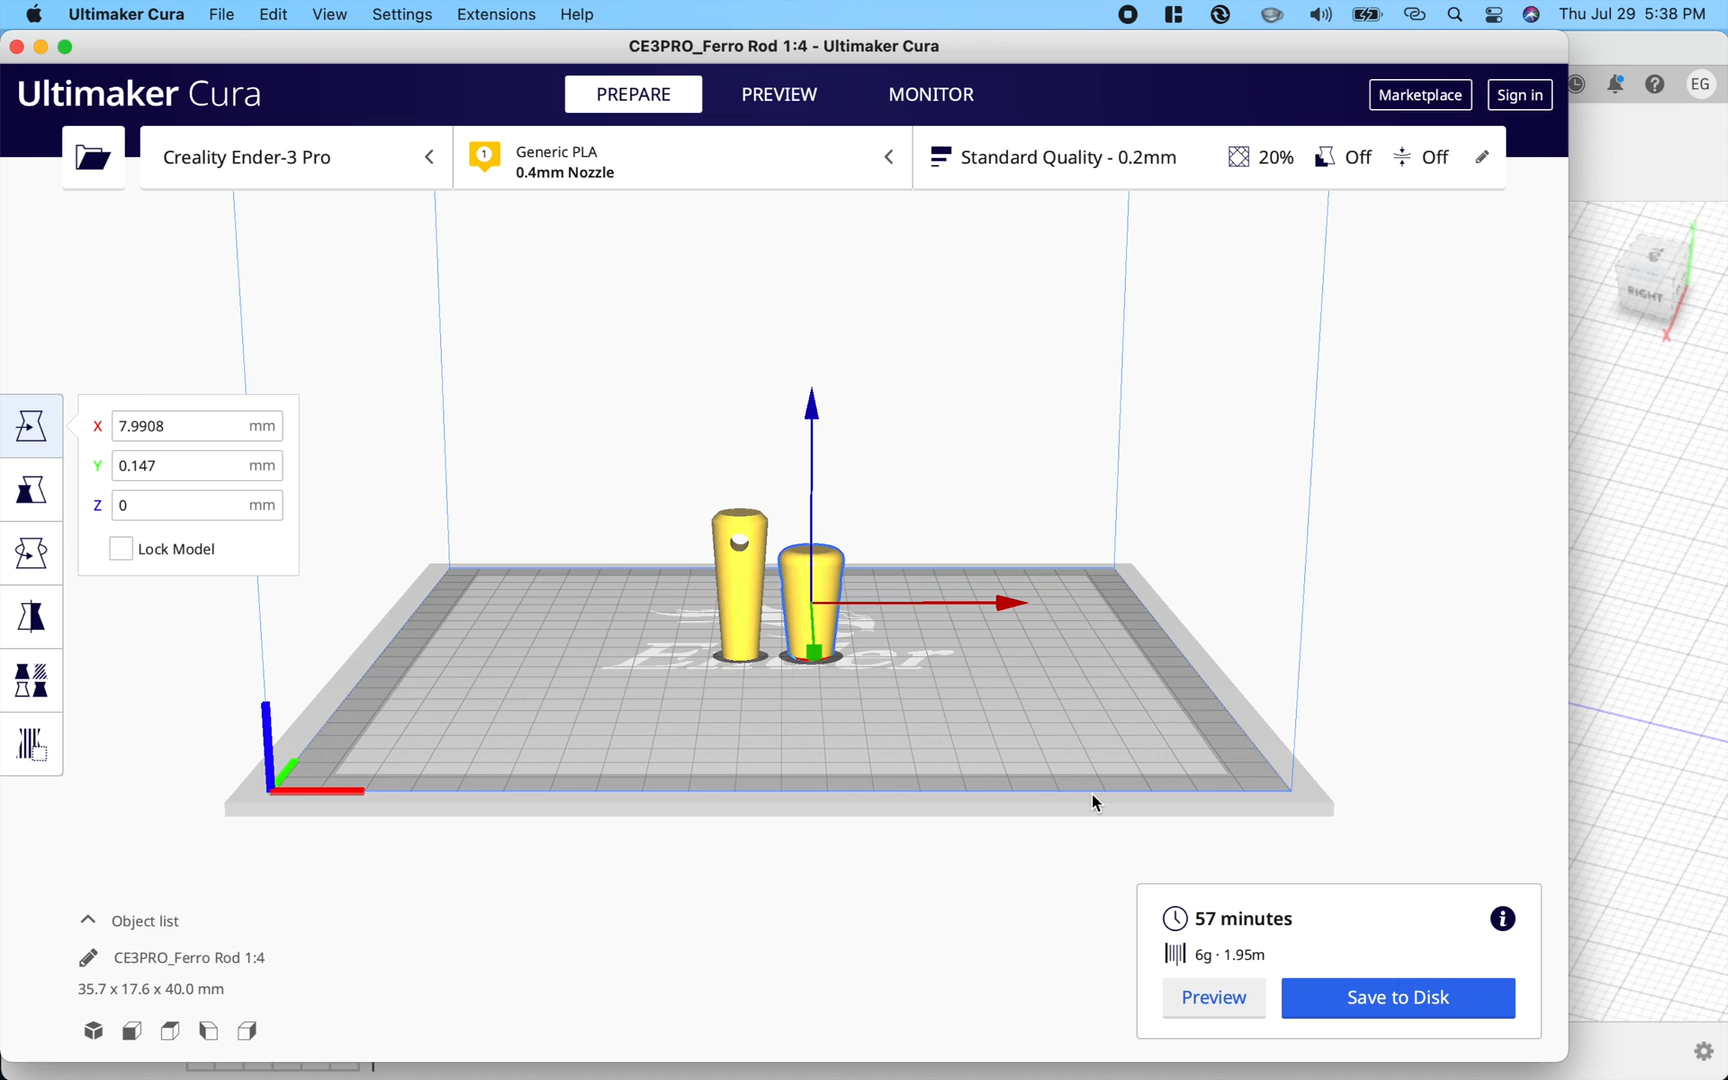 Ultimaker Cura File Edit View Settings Extensions Help Thu Jul 29 5:38 PM
CE3PRO_Ferro Rod 1:4 - Ultimaker Cura
Ultimaker Cura PREPARE PREVIEW MONITOR Marketplace Sign in EG
Creality Ender-3 Pro
1 Generic PLA
0.4mm Nozzle
Standard Quality - 0.2mm 20% Off Off
RIGHT
X
X 7.9908 mm
Y 0.147 mm
Z 0 mm
Lock Model
Object list
CE3PRO_Ferro Rod 1:4
35.7 x 17.6 x 40.0 mm
57 minutes
6g · 1.95m
Preview Save to Disk